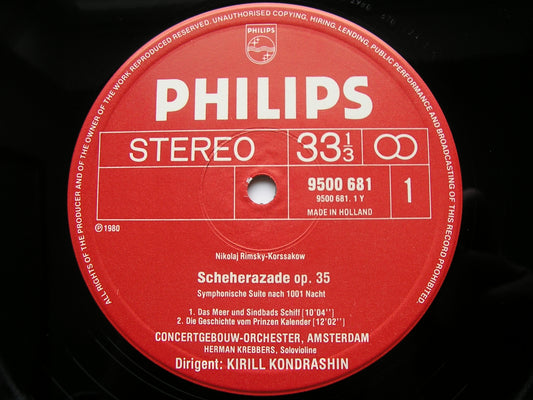 ALL RIGHTS OF THE PRODUCER AND OF THE OWNER OF THE WORK REPRODUCED RESERVED. UNAUTHORISED COPYING, HIRING, LENDING, PUBLIC PERFORMANCE AND BROADCASTING OF THIS RECORD PROHIBITED.
PHILIPS
PHILIPS
STEREO 33 1/3
9500 681 1
9500 681. 1 Y
MADE IN HOLLAND
Ⓟ 1980
Nikolaj Rimsky-Korssakow
Scheherazade op. 35
Symphonische Suite nach 1001 Nacht
1. Das Meer und Sindbads Schiff [10'04'']
2. Die Geschichte vom Prinzen Kalender [12'02'']
CONCERTGEBOUW-ORCHESTER, AMSTERDAM
HERMAN KREBBERS, Solovioline
Dirigent: KIRILL KONDRASHIN